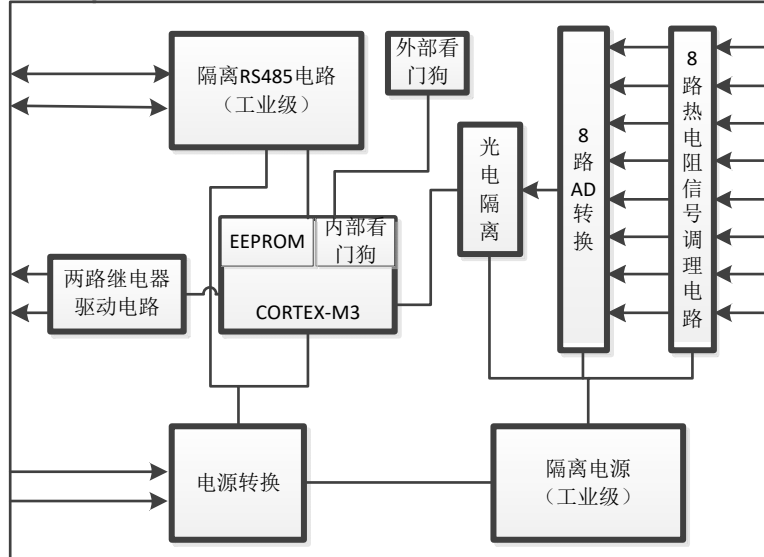 隔离RS485电路
（工业级）
外部看
门狗
光
电
隔
离
8
路
AD
转
换
8
路
热
电
阻
信
号
调
理
电
路
EEPROM
内部看
门狗
CORTEX-M3
两路继电器
驱动电路
电源转换
隔离电源
（工业级）